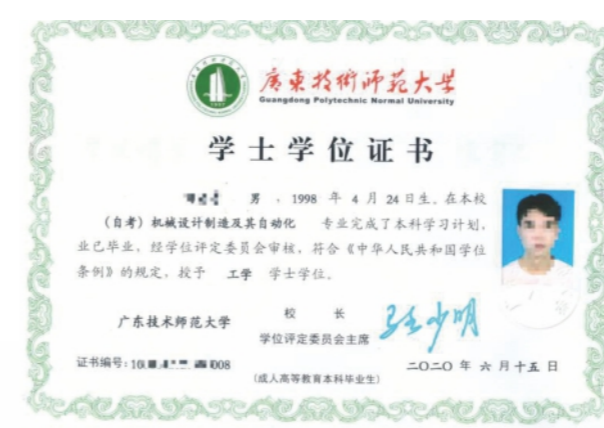 廣東技術師範大学
Guangdong Polytechnic Normal University
学士学位证书
男 ,1998 年 4 月 24 日生。在本校
(自考)机械设计制造及其自动化 专业完成了本科学习计划,
业已毕业,经学位评定委员会审核,符合《中华人民共和国学位
条例》的规定,授予 工学 学士学位。
广东技术师范大学
校 长
学位评定委员会主席
证书编号:
(成人高等教育本科毕业生)
二〇二〇 年 六 月 十五 日